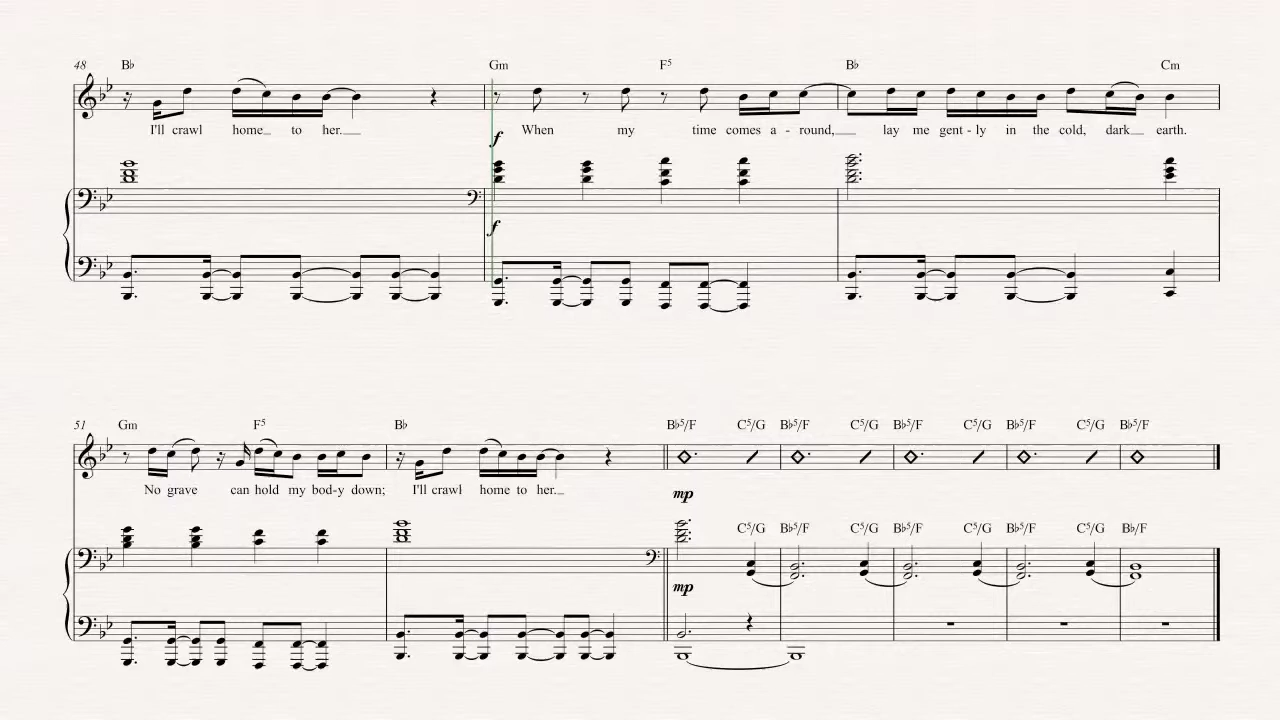 48 B♭ Gm F5 B♭ Cm
I'll crawl home to her. When my time comes a - round, lay me gent - ly in the cold, dark earth.
f
f
51 Gm F5 B♭ B♭5/F C5/G B♭5/F C5/G B♭5/F C5/G B♭5/F C5/G B♭5/F
No grave can hold my bod-y down; I'll crawl home to her.
mp
C5/G B♭5/F C5/G B♭5/F C5/G B♭5/F C5/G B♭/F
mp